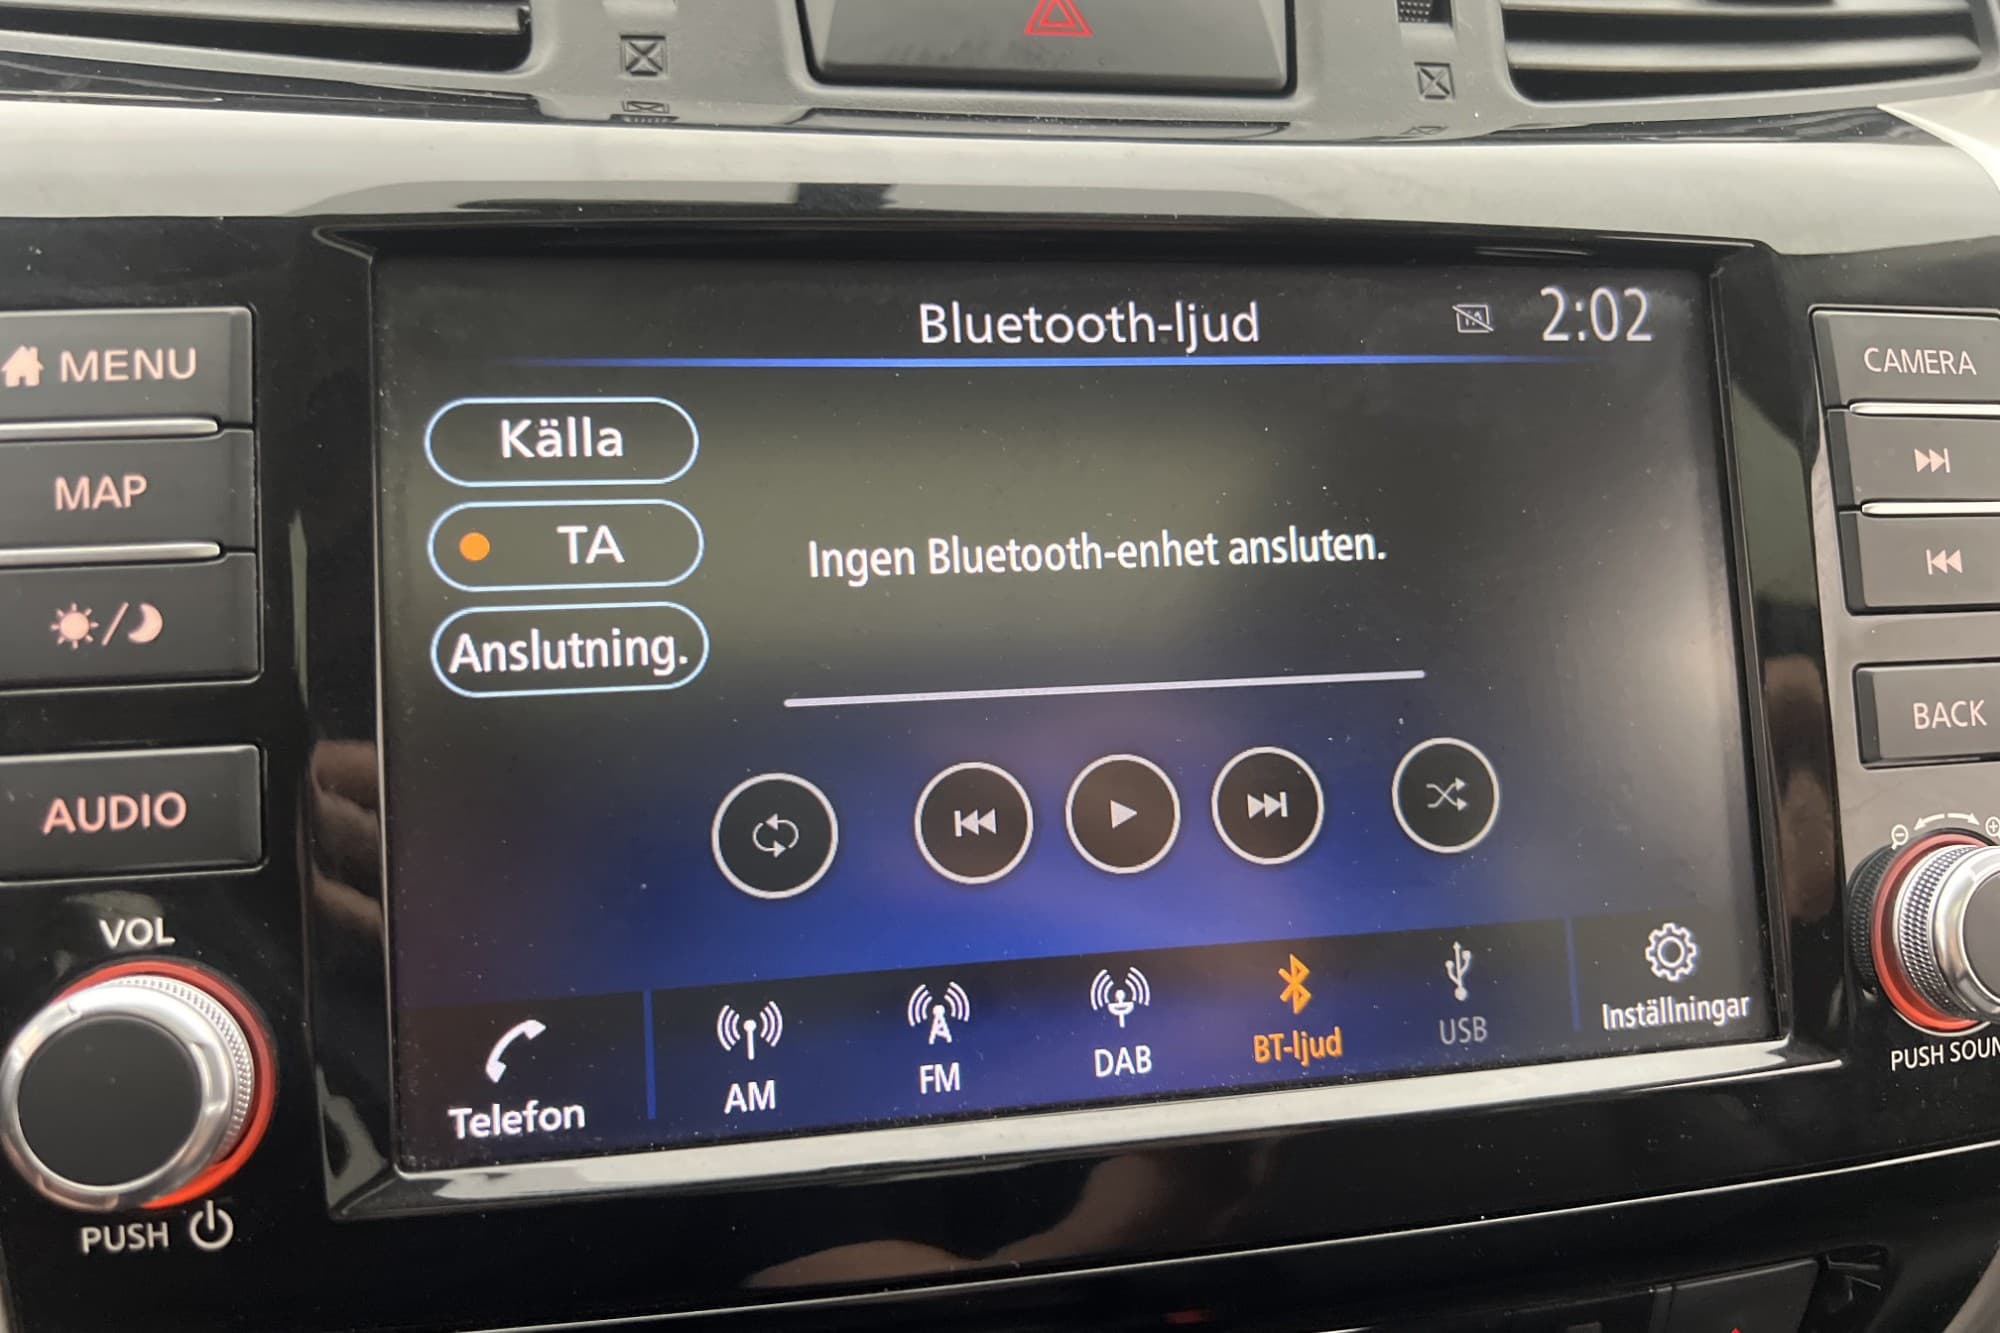 Bluetooth-ljud
2:02
MENU
CAMERA
Källa
MAP
TA
Ingen Bluetooth-enhet ansluten.
Anslutning.
BACK
AUDIO
VOL
Telefon
AM
FM
DAB
BT-ljud
USB
Inställningar
PUSH
PUSH SOUN